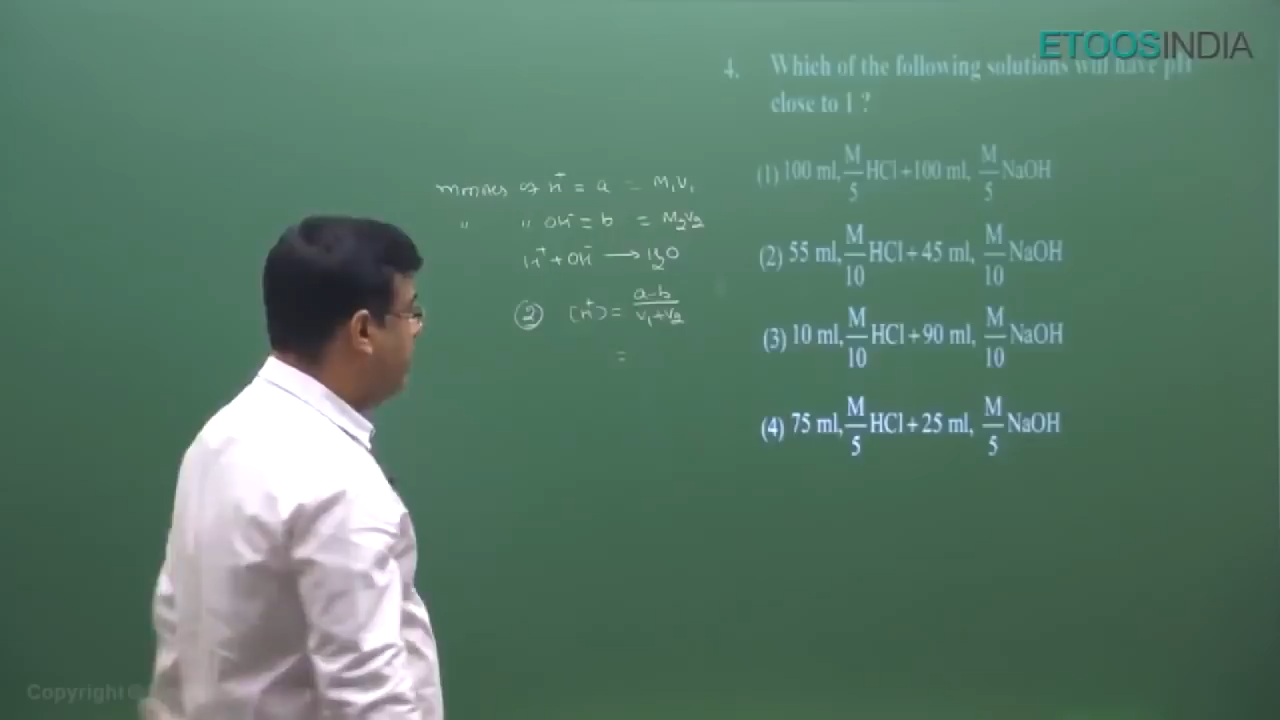 ETOOSINDIA
4. Which of the following solutions will have pH
close to 1 ?
(1) 100 ml, M/5 HCl + 100 ml, M/5 NaOH
(2) 55 ml, M/10 HCl + 45 ml, M/10 NaOH
(3) 10 ml, M/10 HCl + 90 ml, M/10 NaOH
(4) 75 ml, M/5 HCl + 25 ml, M/5 NaOH
mmoles of H⁺ = a = M₁V₁
" " OH⁻ = b = M₂V₂
H⁺ + OH⁻ → H₂O
② [H⁺] = a-b/V₁+V₂
=
Copyright ©